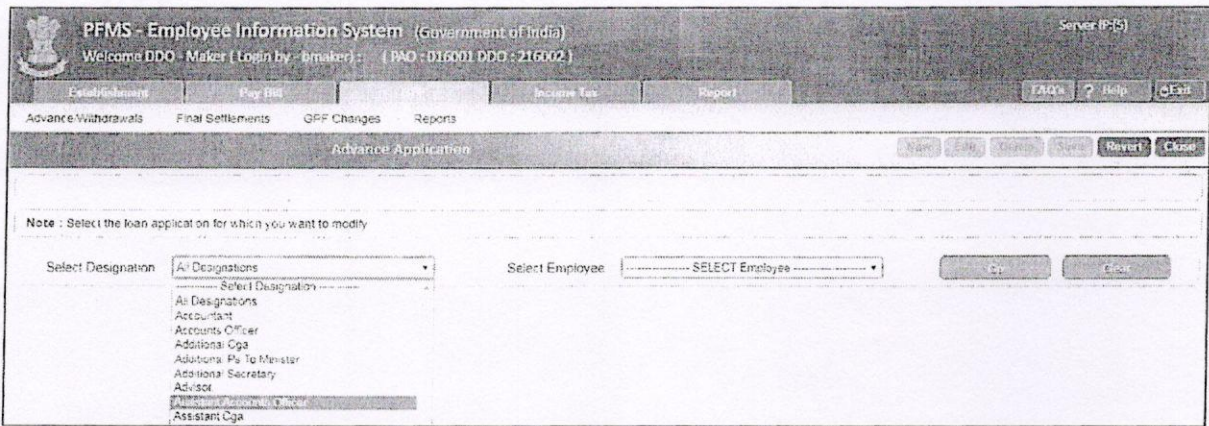 PFMS - Employee Information System (Government of India)
Server IP:(5)
Welcome DDO - Maker ( Login by - bmaker) : ( PAO : 016001 DDO : 216002 )
Establishment Pay Bill Income Tax Report FAQ's ? Help Exit
Advance/Withdrawals Final Settlements GPF Changes Reports
Advance Application
New Edit Delete Save Revert Close
Note : Select the loan application for which you want to modify
Select Designation All Designations Select Employee ------------ SELECT Employee ------------ Go Clear
---------- Select Designation ----------
All Designations
Accountant
Accounts Officer
Additional Cga
Additional Ps To Minister
Additional Secretary
Advisor
Assistant Accounts Officer
Assistant Cga